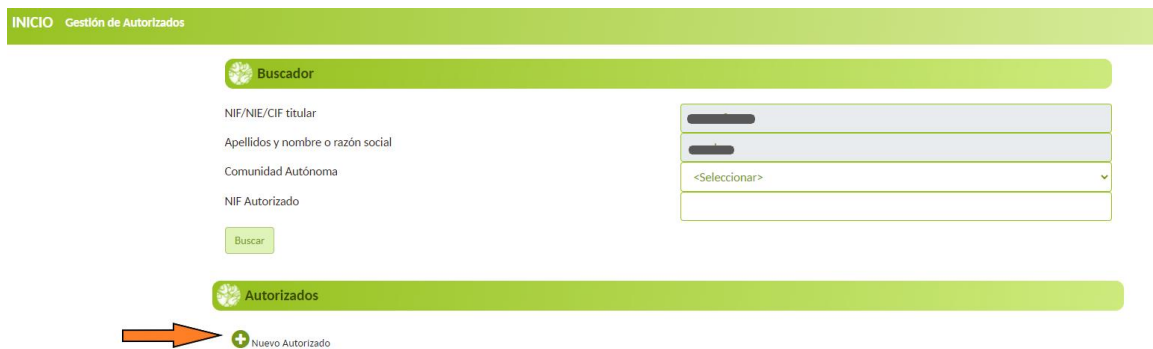 INICIO Gestión de Autorizados
Buscador
NIF/NIE/CIF titular
Apellidos y nombre o razón social
Comunidad Autónoma
<Seleccionar>
NIF Autorizado
Buscar
Autorizados
Nuevo Autorizado